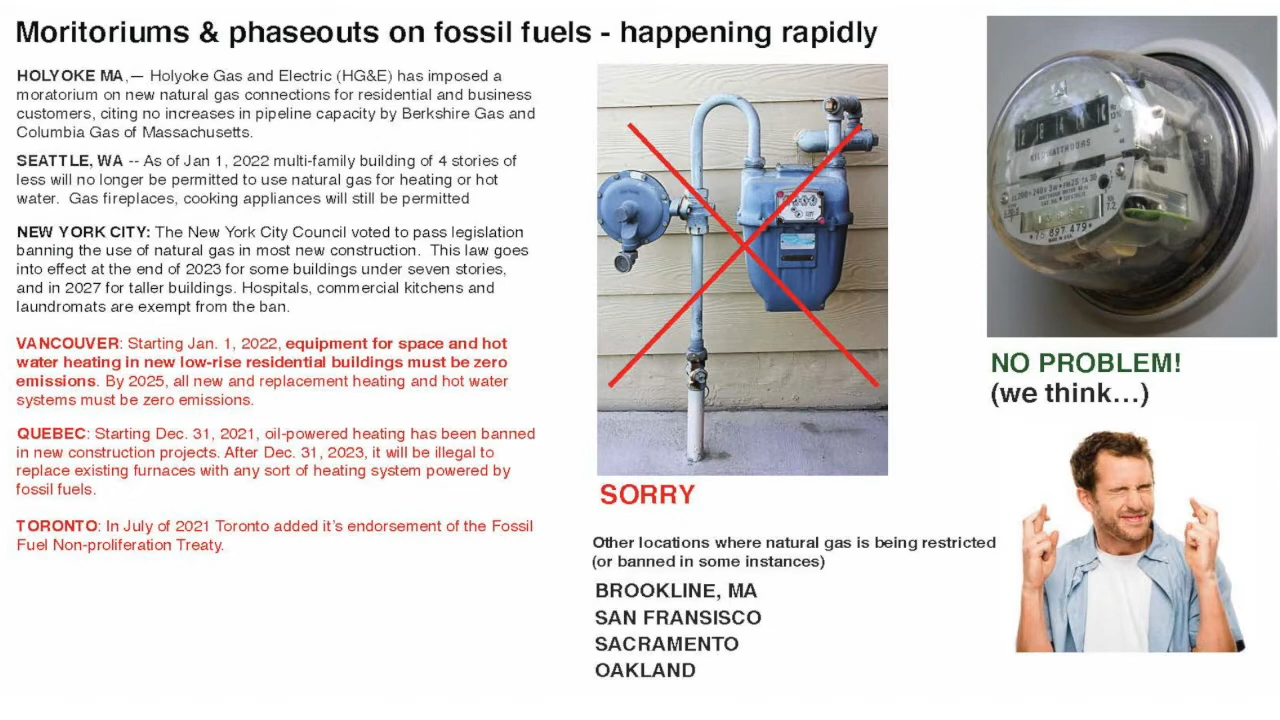 Moritoriums & phaseouts on fossil fuels - happening rapidly
HOLYOKE MA,— Holyoke Gas and Electric (HG&E) has imposed a
moratorium on new natural gas connections for residential and business
customers, citing no increases in pipeline capacity by Berkshire Gas and
Columbia Gas of Massachusetts.
SEATTLE, WA -- As of Jan 1, 2022 multi-family building of 4 stories of
less will no longer be permitted to use natural gas for heating or hot
water. Gas fireplaces, cooking appliances will still be permitted
NEW YORK CITY: The New York City Council voted to pass legislation
banning the use of natural gas in most new construction. This law goes
into effect at the end of 2023 for some buildings under seven stories,
and in 2027 for taller buildings. Hospitals, commercial kitchens and
laundromats are exempt from the ban.
VANCOUVER: Starting Jan. 1, 2022, equipment for space and hot
water heating in new low-rise residential buildings must be zero
emissions. By 2025, all new and replacement heating and hot water
systems must be zero emissions.
QUEBEC: Starting Dec. 31, 2021, oil-powered heating has been banned
in new construction projects. After Dec. 31, 2023, it will be illegal to
replace existing furnaces with any sort of heating system powered by
fossil fuels.
TORONTO: In July of 2021 Toronto added it's endorsement of the Fossil
Fuel Non-proliferation Treaty.
SORRY
Other locations where natural gas is being restricted
(or banned in some instances)
BROOKLINE, MA
SAN FRANSISCO
SACRAMENTO
OAKLAND
KILOWATTHOURS
76 697 479
NO PROBLEM!
(we think...)